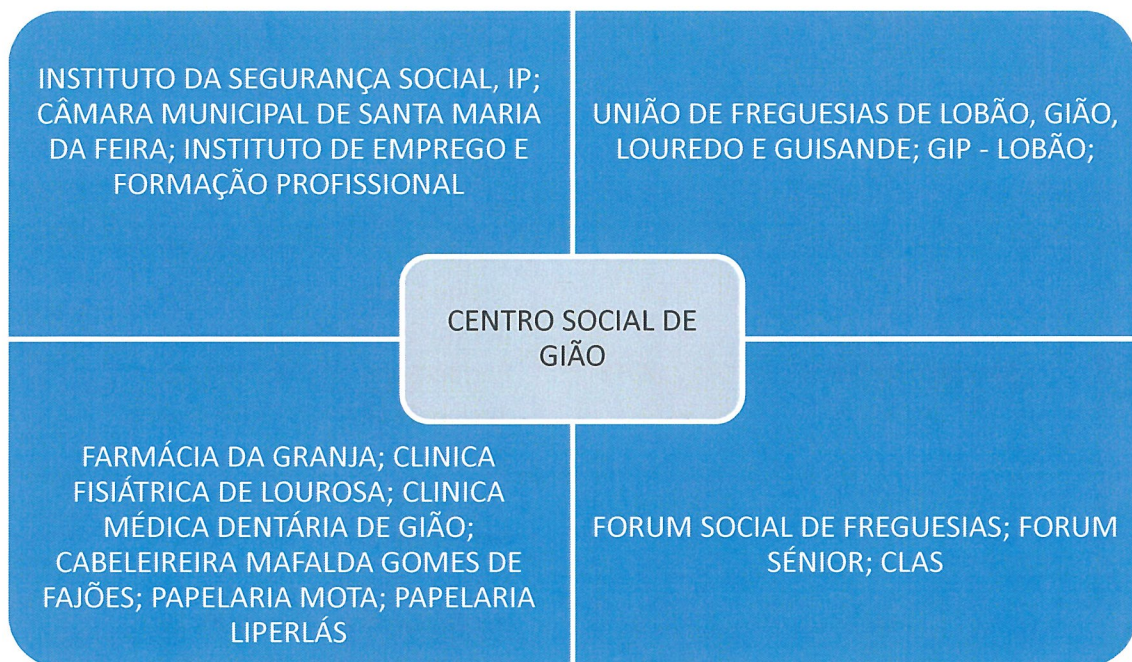 INSTITUTO DA SEGURANÇA SOCIAL, IP;
CÂMARA MUNICIPAL DE SANTA MARIA
DA FEIRA; INSTITUTO DE EMPREGO E
FORMAÇÃO PROFISSIONAL
UNIÃO DE FREGUESIAS DE LOBÃO, GIÃO,
LOUREDO E GUISANDE; GIP - LOBÃO;
CENTRO SOCIAL DE
GIÃO
FARMÁCIA DA GRANJA; CLINICA
FISIÁTRICA DE LOUROSA; CLINICA
MÉDICA DENTÁRIA DE GIÃO;
CABELEIREIRA MAFALDA GOMES DE
FAJÕES; PAPELARIA MOTA; PAPELARIA
LIPERLÁS
FORUM SOCIAL DE FREGUESIAS; FORUM
SÉNIOR; CLAS